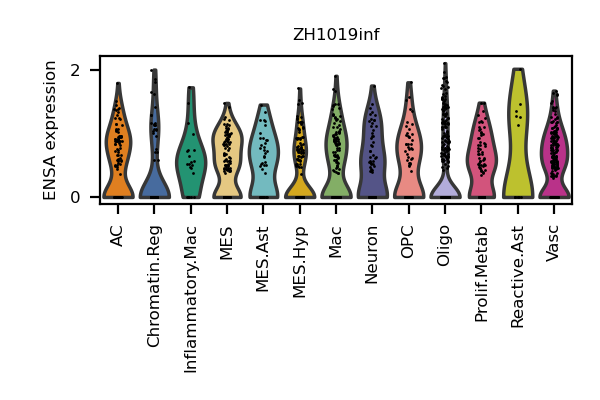 ZH1019inf
ENSA expression
2
0
AC
Chromatin.Reg
Inflammatory.Mac
MES
MES.Ast
MES.Hyp
Mac
Neuron
OPC
Oligo
Prolif.Metab
Reactive.Ast
Vasc